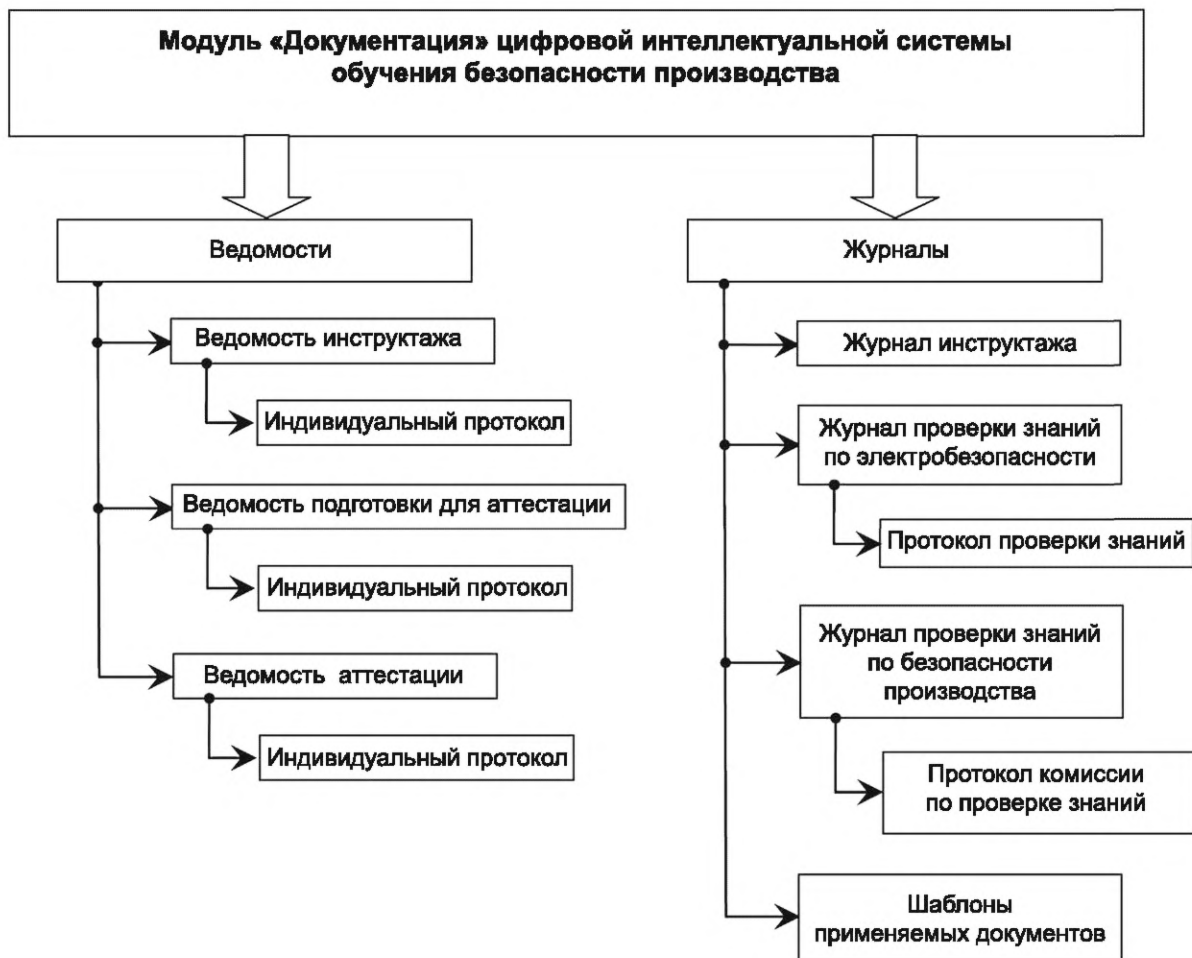 Модуль «Документация» цифровой интеллектуальной системы
обучения безопасности производства
Ведомости
Ведомость инструктажа
Индивидуальный протокол
Ведомость подготовки для аттестации
Индивидуальный протокол
Ведомость аттестации
Индивидуальный протокол
Журналы
Журнал инструктажа
Журнал проверки знаний
по электробезопасности
Протокол проверки знаний
Журнал проверки знаний
по безопасности
производства
Протокол комиссии
по проверке знаний
Шаблоны
применяемых документов